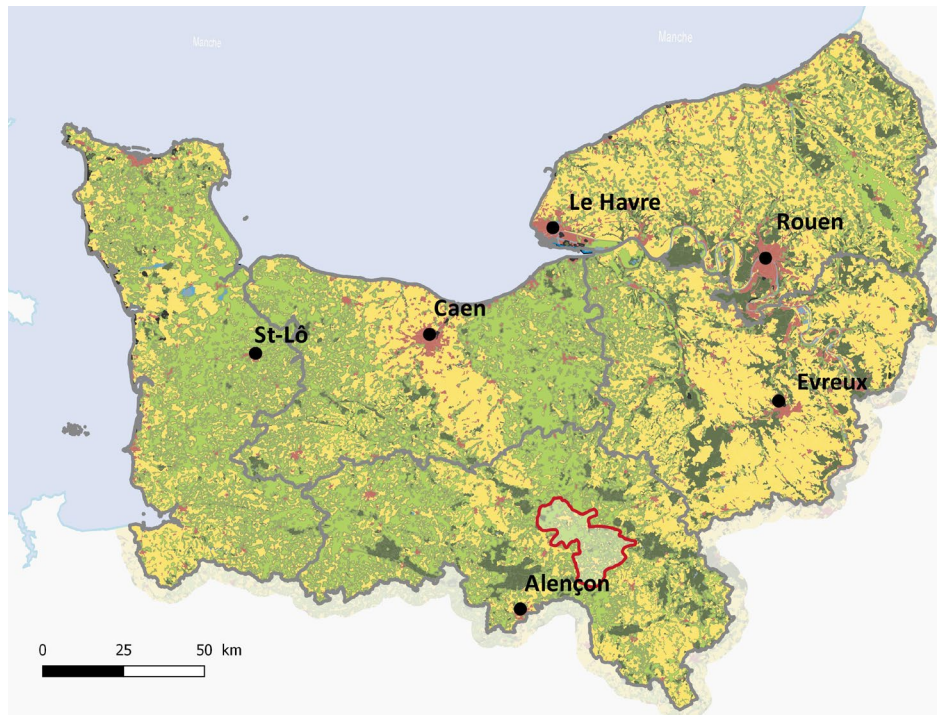 Manche
Manche
Le Havre
Rouen
Caen
St-Lô
Evreux
Alençon
0 25 50 km